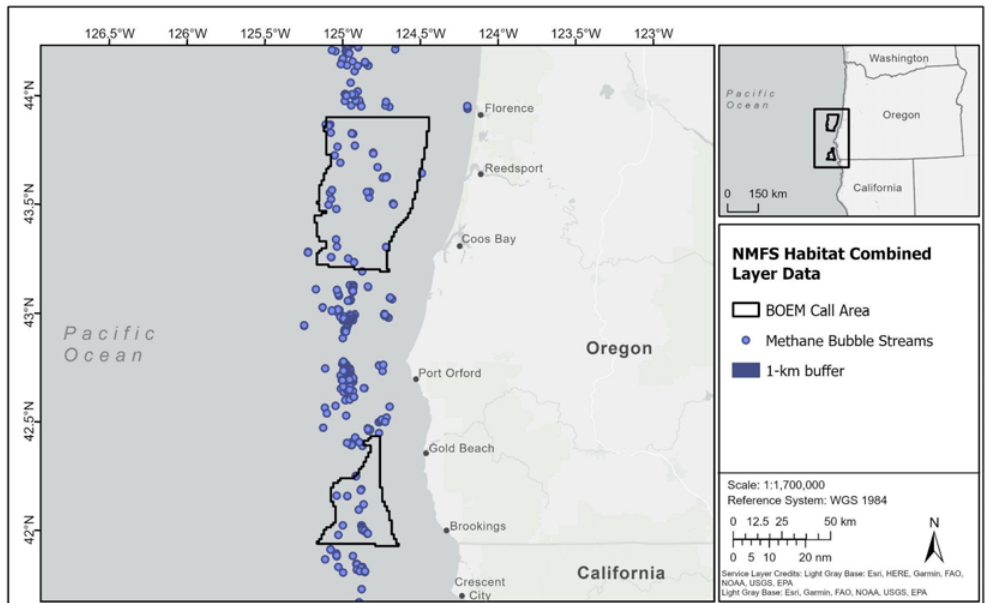 126.5°W 126°W 125.5°W 125°W 124.5°W 124°W 123.5°W 123°W
44°N
43.5°N
43°N
42.5°N
42°N
Florence
Reedsport
Coos Bay
Pacific
Ocean
Oregon
Port Orford
Gold Beach
Brookings
California
Crescent
City
Washington
Pacific
Ocean
Oregon
California
0 150 km
NMFS Habitat Combined
Layer Data
BOEM Call Area
Methane Bubble Streams
1-km buffer
Scale: 1:1,700,000
Reference System: WGS 1984
0 12.5 25 50 km
0 5 10 20 nm
N
Service Layer Credits: Light Gray Base: Esri, HERE, Garmin, FAO,
NOAA, USGS, EPA
Light Gray Base: Esri, Garmin, FAO, NOAA, USGS, EPA